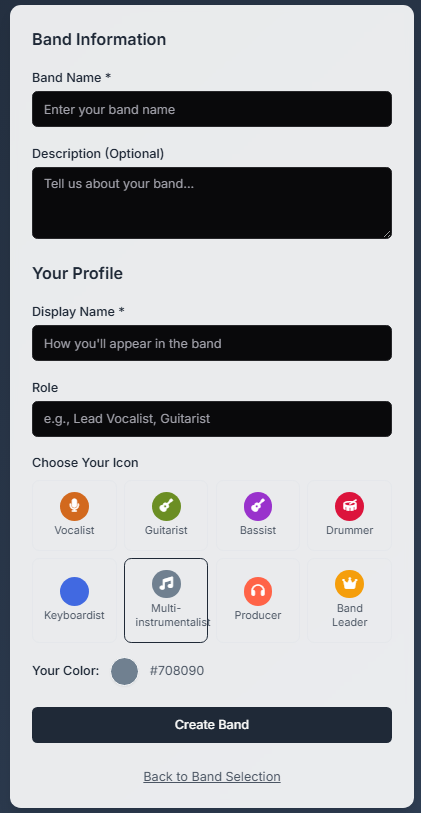 Band Information
Band Name *
Enter your band name
Description (Optional)
Tell us about your band...
Your Profile
Display Name *
How you'll appear in the band
Role
e.g., Lead Vocalist, Guitarist
Choose Your Icon
Vocalist
Guitarist
Bassist
Drummer
Keyboardist
Multi-
instrumentalist
Producer
Band
Leader
Your Color:
#708090
Create Band
Back to Band Selection